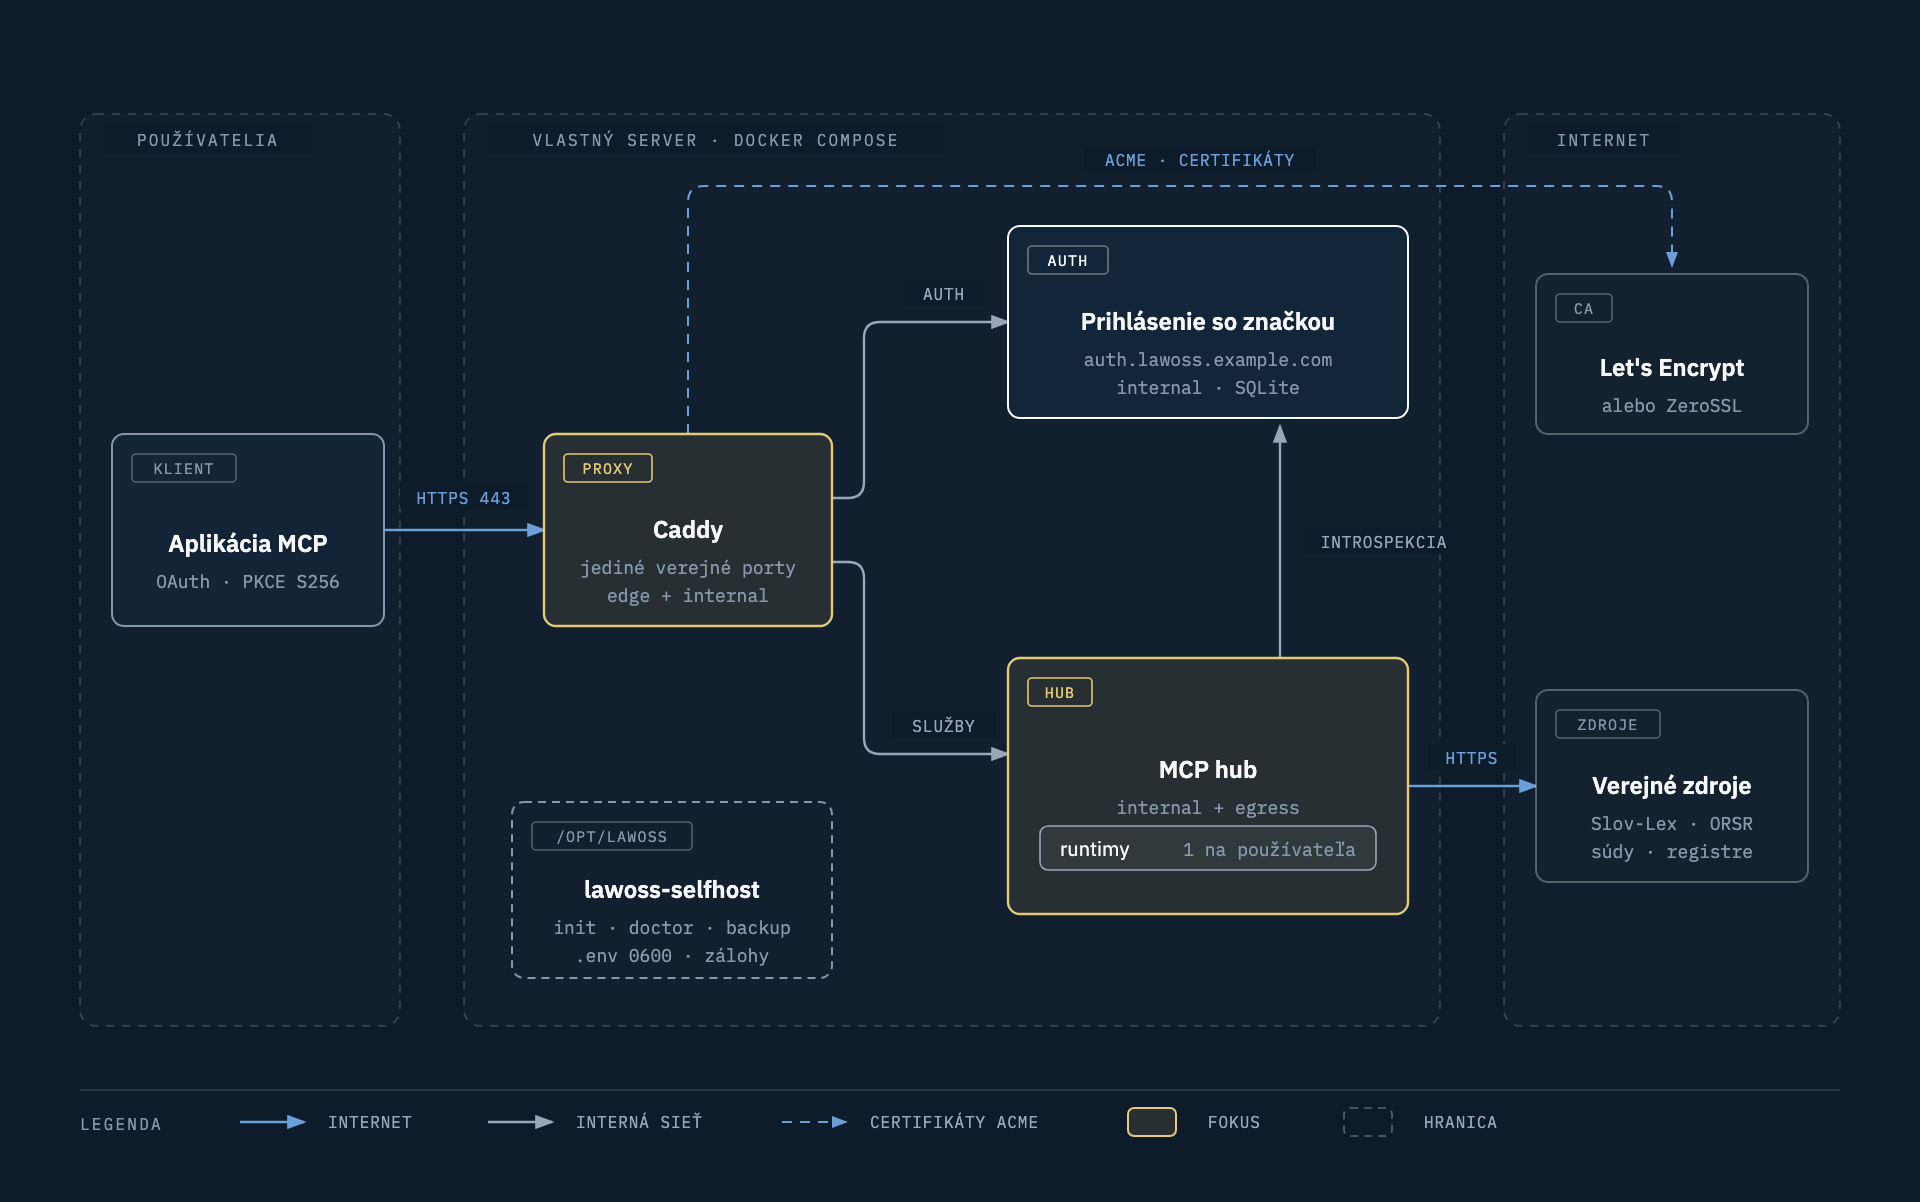 POUŽÍVATELIA
VLASTNÝ SERVER · DOCKER COMPOSE
INTERNET
ACME · CERTIFIKÁTY
KLIENT
Aplikácia MCP
OAuth · PKCE S256
HTTPS 443
PROXY
Caddy
jediné verejné porty
edge + internal
AUTH
AUTH
Prihlásenie so značkou
auth.lawoss.example.com
internal · SQLite
CA
Let's Encrypt
alebo ZeroSSL
INTROSPEKCIA
SLUŽBY
HUB
MCP hub
internal + egress
runtimy 1 na používateľa
HTTPS
ZDROJE
Verejné zdroje
Slov-Lex · ORSR
súdy · registre
/OPT/LAWOSS
lawoss-selfhost
init · doctor · backup
.env 0600 · zálohy
LEGENDA
INTERNET
INTERNÁ SIEŤ
CERTIFIKÁTY ACME
FOKUS
HRANICA